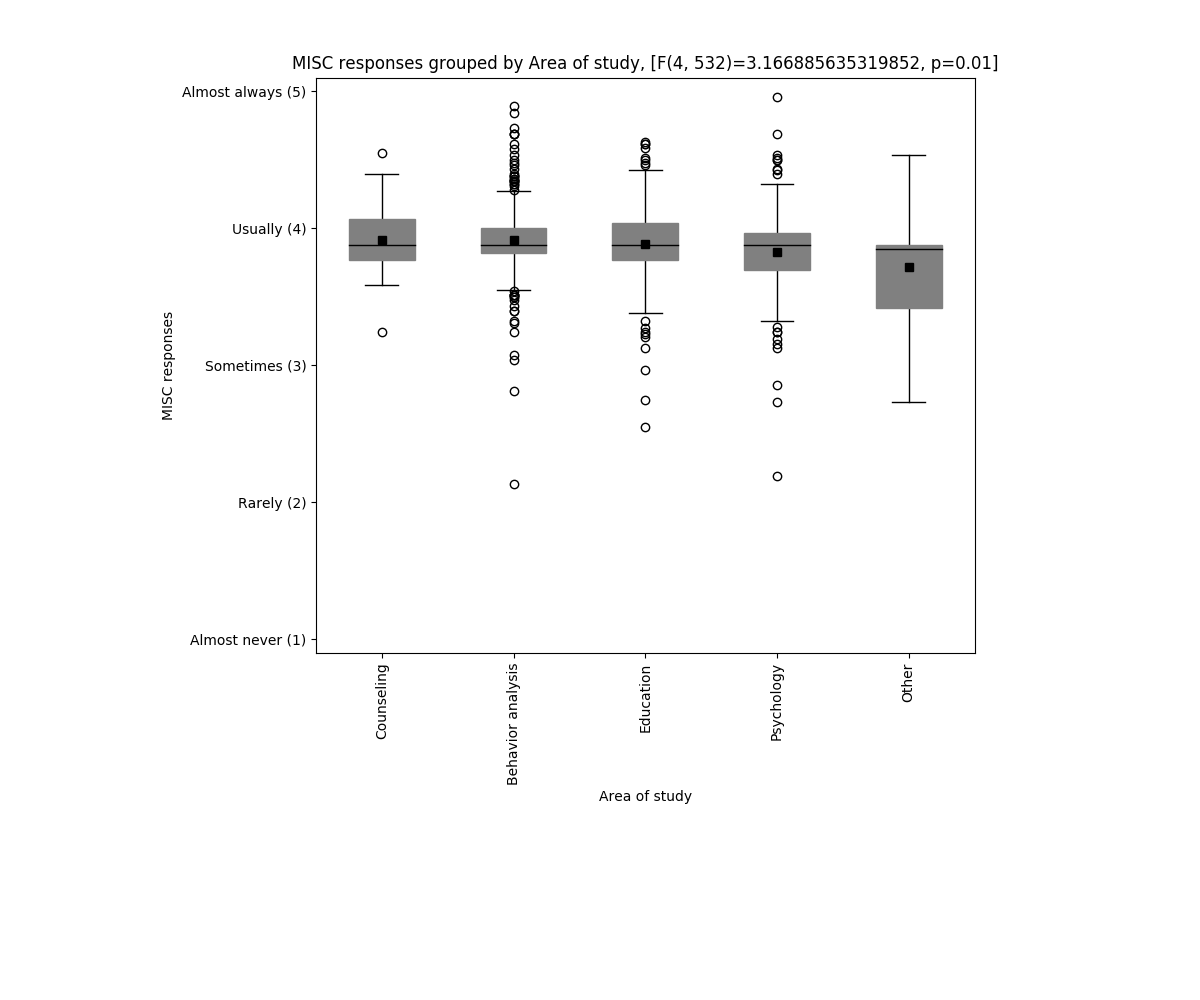 MISC responses grouped by Area of study, [F(4, 532)=3.166885635319852, p=0.01]
Almost always (5)
Usually (4)
Sometimes (3)
Rarely (2)
Almost never (1)
MISC responses
Counseling
Behavior analysis
Education
Psychology
Other
Area of study